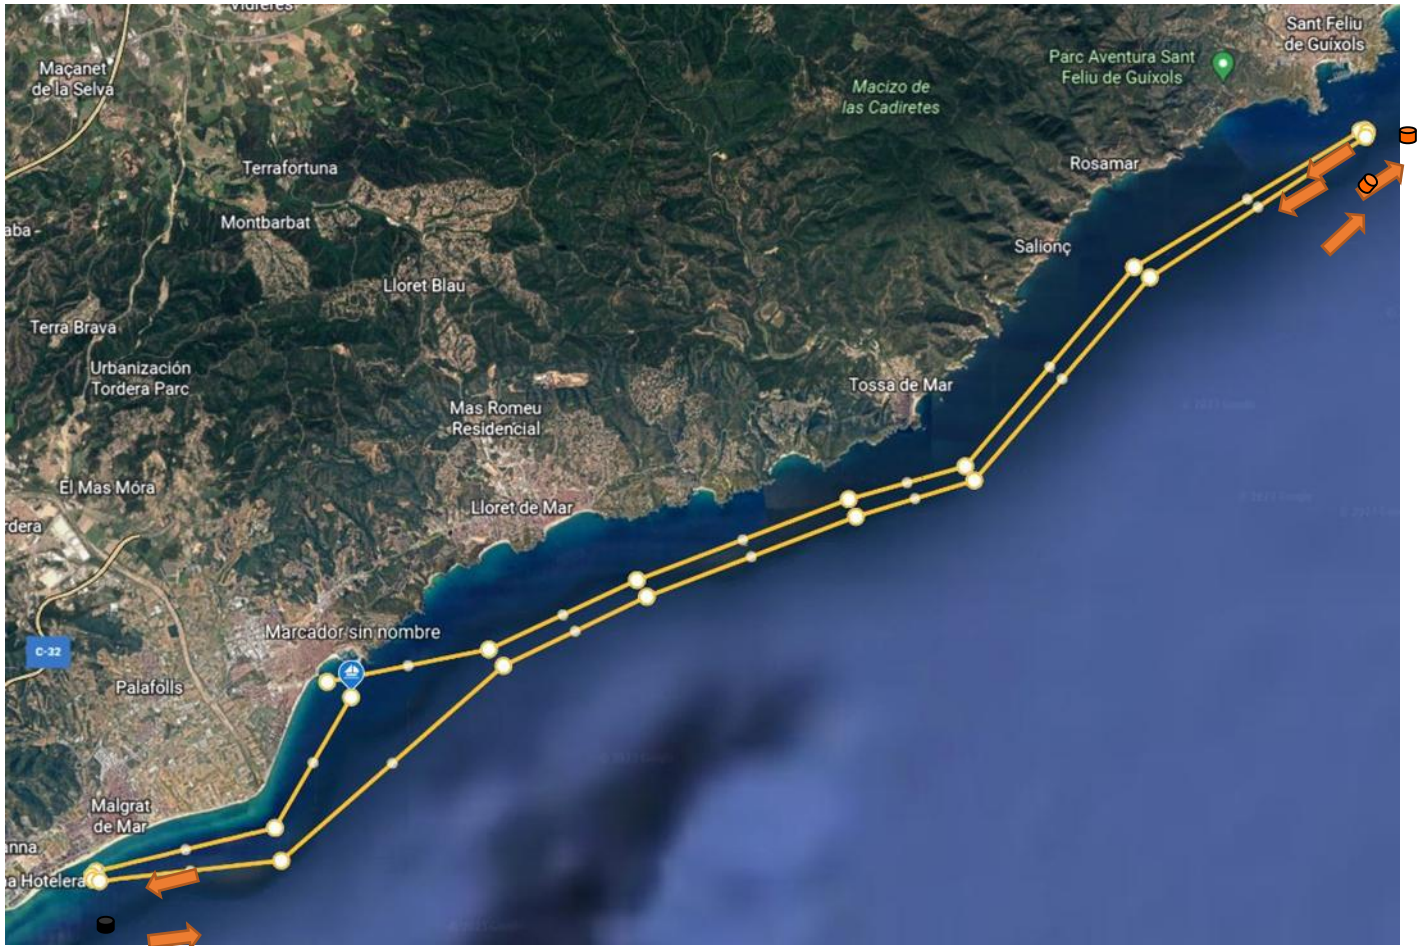 Vidreres
Sant Feliu
de Guíxols
Maçanet
de la Selva
Parc Aventura Sant
Feliu de Guíxols
Macizo de
las Cadiretes
Terrafortuna
Rosamar
Montbarbat
aba
Salionç
Lloret Blau
Terra Brava
Urbanización
Tordera Parc
Tossa de Mar
Mas Romeu
Residencial
El Mas Móra
Lloret de Mar
rdera
Marcador sin nombre
C-32
Palafolls
Malgrat
de Mar
anna
na Hotelera